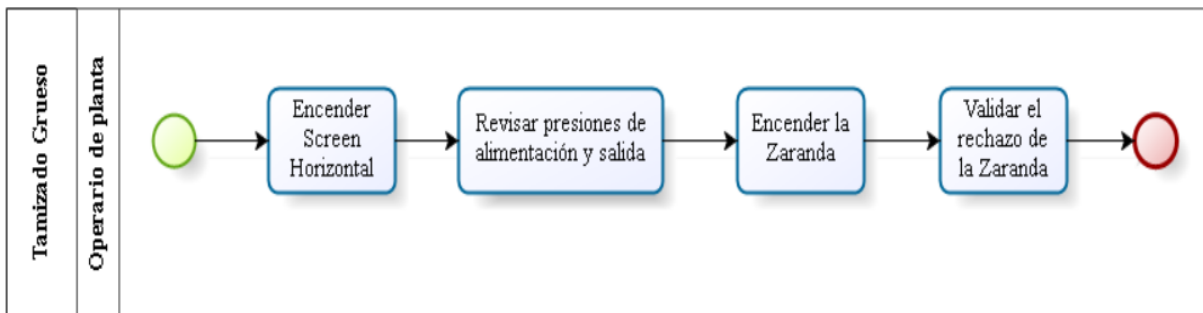 Tamizado Grueso
Operario de planta
Encender
Screen
Horizontal
Revisar presiones de
alimentación y salida
Encender la
Zaranda
Validar el
rechazo de
la Zaranda